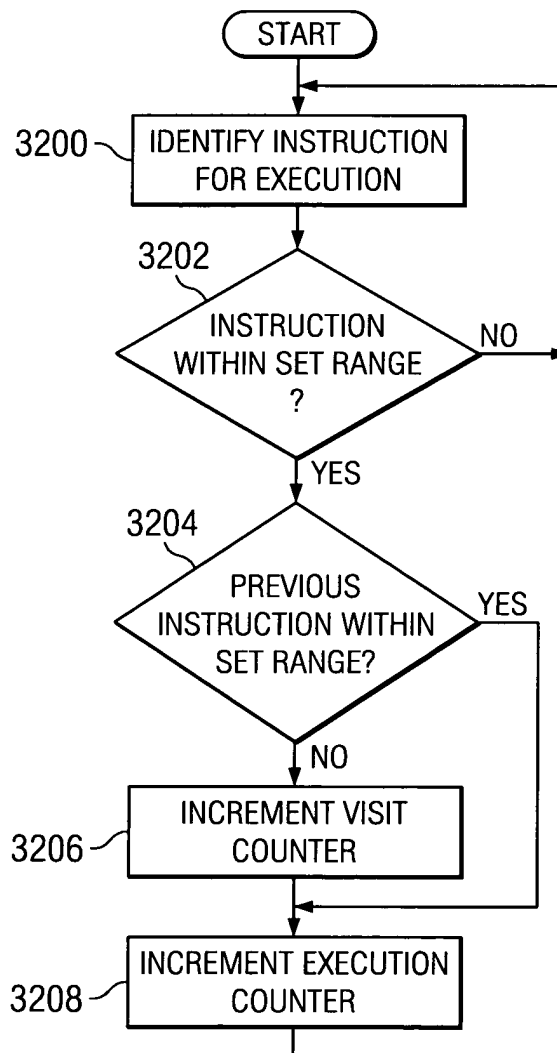 START
3200
IDENTIFY INSTRUCTION
FOR EXECUTION
3202
INSTRUCTION
WITHIN SET RANGE
?
NO
YES
3204
PREVIOUS
INSTRUCTION WITHIN
SET RANGE?
YES
NO
3206
INCREMENT VISIT
COUNTER
3208
INCREMENT EXECUTION
COUNTER